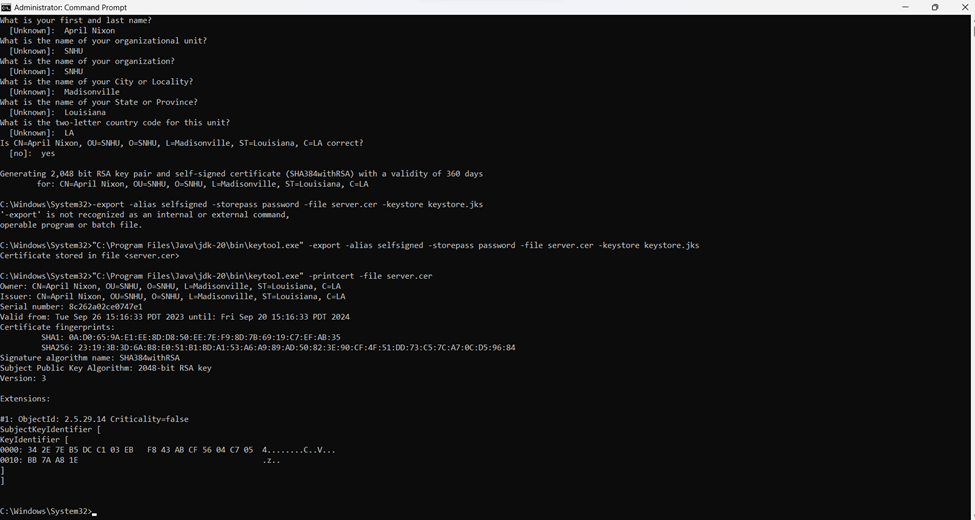 Administrator: Command Prompt
What is your first and last name?
[Unknown]: April Nixon
What is the name of your organizational unit?
[Unknown]: SNHU
What is the name of your organization?
[Unknown]: SNHU
What is the name of your City or Locality?
[Unknown]: Madisonville
What is the name of your State or Province?
[Unknown]: Louisiana
What is the two-letter country code for this unit?
[Unknown]: LA
Is CN=April Nixon, OU=SNHU, O=SNHU, L=Madisonville, ST=Louisiana, C=LA correct?
[no]: yes
Generating 2,048 bit RSA key pair and self-signed certificate (SHA384withRSA) with a validity of 360 days
for: CN=April Nixon, OU=SNHU, O=SNHU, L=Madisonville, ST=Louisiana, C=LA
C:\Windows\System32>-export -alias selfsigned -storepass password -file server.cer -keystore keystore.jks
'-export' is not recognized as an internal or external command,
operable program or batch file.
C:\Windows\System32>"C:\Program Files\Java\jdk-20\bin\keytool.exe" -export -alias selfsigned -storepass password -file server.cer -keystore keystore.jks
Certificate stored in file <server.cer>
C:\Windows\System32>"C:\Program Files\Java\jdk-20\bin\keytool.exe" -printcert -file server.cer
Owner: CN=April Nixon, OU=SNHU, O=SNHU, L=Madisonville, ST=Louisiana, C=LA
Issuer: CN=April Nixon, OU=SNHU, O=SNHU, L=Madisonville, ST=Louisiana, C=LA
Serial number: 8c262a02ce0747e1
Valid from: Tue Sep 26 15:16:33 PDT 2023 until: Fri Sep 20 15:16:33 PDT 2024
Certificate fingerprints:
SHA1: 0A:D0:65:9A:E1:EE:8D:D8:50:EE:7E:F9:8D:7B:69:19:C7:EF:AB:35
SHA256: 23:19:3B:3D:6A:B8:E0:51:B1:BD:A1:53:A6:A9:89:AD:50:82:3E:90:CF:4F:51:DD:73:C5:7C:A7:0C:D5:96:84
Signature algorithm name: SHA384withRSA
Subject Public Key Algorithm: 2048-bit RSA key
Version: 3
Extensions:
#1: ObjectId: 2.5.29.14 Criticality=false
SubjectKeyIdentifier [
KeyIdentifier [
0000: 34 2E 7E B5 DC C1 03 EB F8 43 AB CF 56 04 C7 05 4........C..V...
0010: BB 7A A8 1E .z..
]
]
C:\Windows\System32>